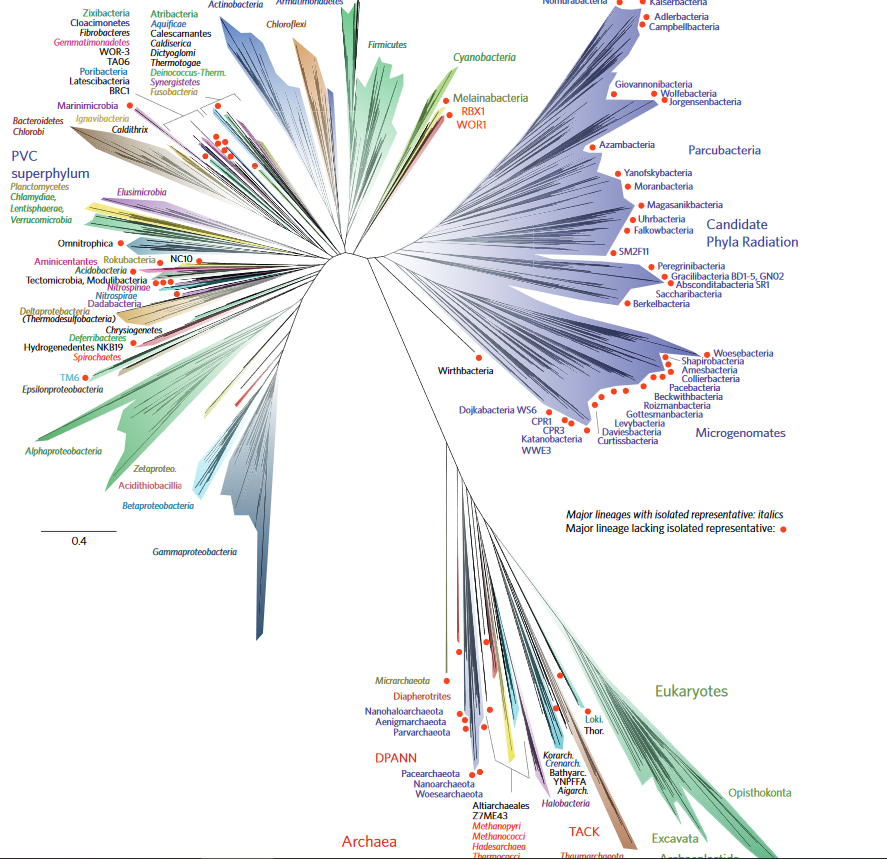 Actinobacteria
Armatimonadetes
Nomurabacteria
Kaiserbacteria
Zixibacteria
Cloacimonetes
Fibrobacteres
Gemmatimonadetes
WOR-3
TA06
Poribacteria
Latescibacteria
BRC1
Atribacteria
Aquificae
Calescamantes
Caldiserica
Dictyoglomi
Thermotogae
Deinococcus-Therm.
Synergistetes
Fusobacteria
Chloroflexi
Firmicutes
Cyanobacteria
Melainabacteria
RBX1
WOR1
Adlerbacteria
Campbellbacteria
Giovannonibacteria
Wolfebacteria
Jorgensenbacteria
Azambacteria
Parcubacteria
Yanofskybacteria
Moranbacteria
Magasanikbacteria
Uhrbacteria
Falkowbacteria
Candidate
Phyla Radiation
SM2F11
Peregrinibacteria
Gracilibacteria BD1-5, GN02
Absconditabacteria SR1
Saccharibacteria
Berkelbacteria
Marinimicrobia
Ignavibacteria
Bacteroidetes
Chlorobi
Caldithrix
PVC
superphylum
Planctomycetes
Chlamydiae,
Lentisphaerae,
Verrucomicrobia
Elusimicrobia
Omnitrophica
Aminicentantes
Rokubacteria
NC10
Acidobacteria
Tectomicrobia, Modulibacteria
Nitrospinae
Nitrospirae
Dadabacteria
Deltaprotebacteria
(Thermodesulfobacteria)
Chrysiogenetes
Deferribacteres
Hydrogenedentes NKB19
Spirochaetes
TM6
Epsilonproteobacteria
Wirthbacteria
Woesebacteria
Shapirobacteria
Amesbacteria
Collierbacteria
Pacebacteria
Beckwithbacteria
Roizmanbacteria
Gottesmanbacteria
Levybacteria
Daviesbacteria
Curtissbacteria
Microgenomates
Dojkabacteria WS6
CPR1
CPR3
Katanobacteria
WWE3
Alphaproteobacteria
Zetaproteo.
Acidithiobacillia
Betaproteobacteria
Gammaproteobacteria
0.4
Major lineages with isolated representative: italics
Major lineage lacking isolated representative:
Micrarchaeota
Diapherotrites
Nanohaloarchaeota
Aenigmarchaeota
Parvarchaeota
DPANN
Pacearchaeota
Nanoarchaeota
Woesearchaeota
Altiarchaeales
Z7ME43
Methanopyri
Methanococci
Hadesarchaea
Thermococci
Archaea
Halobacteria
Korarch.
Crenarch.
Bathyarc.
YNPFFA
Aigarch.
Loki.
Thor.
TACK
Thaumarchaeota
Eukaryotes
Opisthokonta
Excavata
Archaeplastida